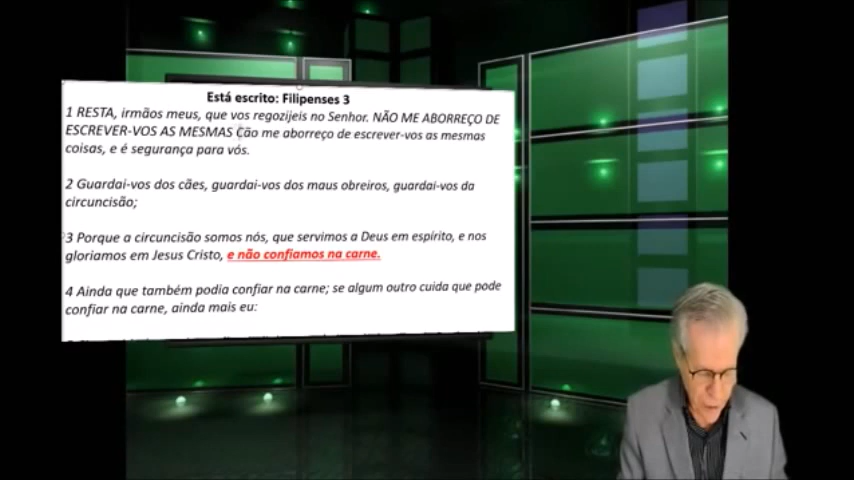 Está escrito: Filipenses 3
1 RESTA, irmãos meus, que vos regozijeis no Senhor. NÃO ME ABORREÇO DE
ESCREVER-VOS AS MESMAS Cão me aborreço de escrever-vos as mesmas
coisas, e é segurança para vós.
2 Guardai-vos dos cães, guardai-vos dos maus obreiros, guardai-vos da
circuncisão;
3 Porque a circuncisão somos nós, que servimos a Deus em espírito, e nos
gloriamos em Jesus Cristo, e não confiamos na carne.
4 Ainda que também podia confiar na carne; se algum outro cuida que pode
confiar na carne, ainda mais eu: